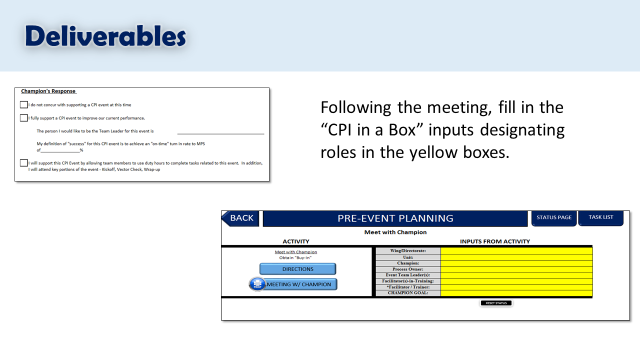 Deliverables
Champion's Response
I do not concur with supporting a CPI event at this time
I fully support a CPI event to improve our current performance.
The person I would like to be the Team Leader for this event is
My definition of "success" for this CPI event is to achieve an "on-time" turn in rate to MPS
of______________%
I will support this CPI Event by allowing team members to use duty hours to complete tasks related to this event. In addition,
I will attend key portions of the event - Kickoff, Vector Check, Wrap up
Following the meeting, fill in the
“CPI in a Box” inputs designating
roles in the yellow boxes.
BACK
PRE-EVENT PLANNING
STATUS PAGE
TASK LIST
Meet with Champion
ACTIVITY
INPUTS FROM ACTIVITY
Meet with Champion
Obtain "Buy In"
DIRECTIONS
MEETING W/ CHAMPION
Wing/Directorate:
Unit:
Champion:
Process Owner:
Event Team Leader(s):
Facilitator(s)-in-Training:
*Facilitator / Trainer:
CHAMPION GOAL:
RESET STATUS